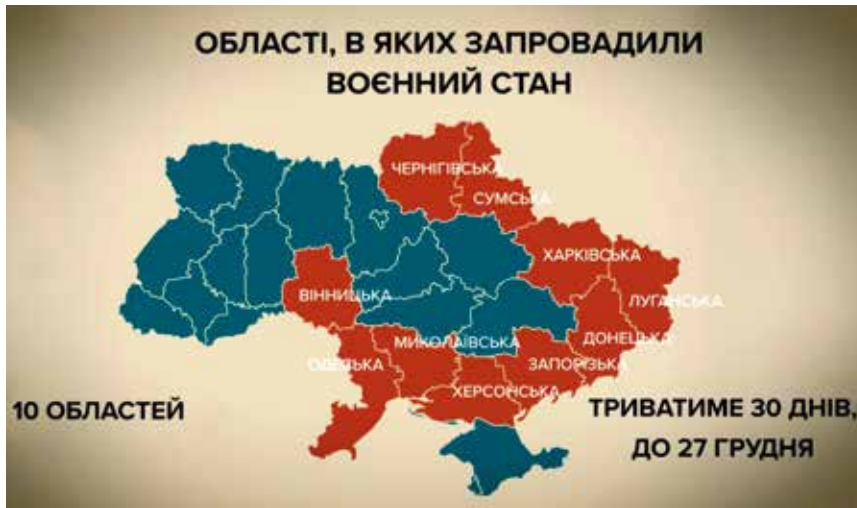 ОБЛАСТІ, В ЯКИХ ЗАПРОВАДИЛИ
ВОЄННИЙ СТАН
ЧЕРНІГІВСЬКА
СУМСЬКА
ХАРКІВСЬКА
ВІННИЦЬКА
ЛУГАНСЬКА
МИКОЛАЇВСЬКА
ДОНЕЦЬКА
ОДЕСЬКА
ЗАПОРІЗЬКА
ХЕРСОНСЬКА
10 ОБЛАСТЕЙ
ТРИВАТИМЕ 30 ДНІВ,
ДО 27 ГРУДНЯ